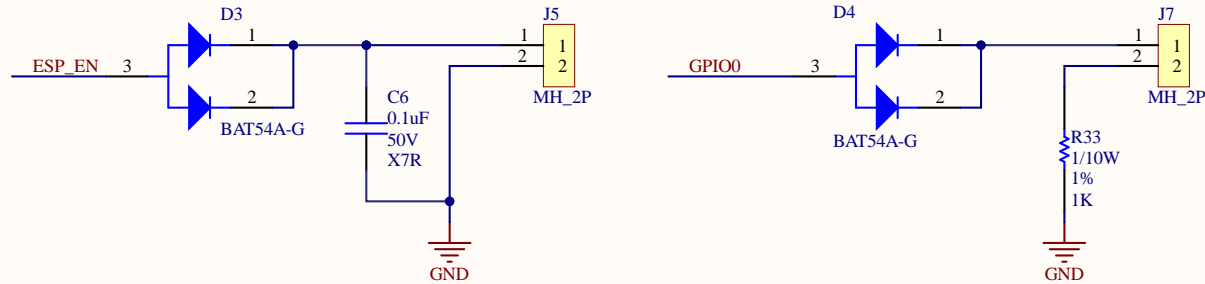 D3
J5
1
1
1
2
2
ESP_EN
3
2
MH_2P
BAT54A-G
C6
0.1uF
50V
X7R
GND
D4
J7
1
1
1
2
2
GPIO0
3
2
MH_2P
BAT54A-G
R33
1/10W
1%
1K
GND